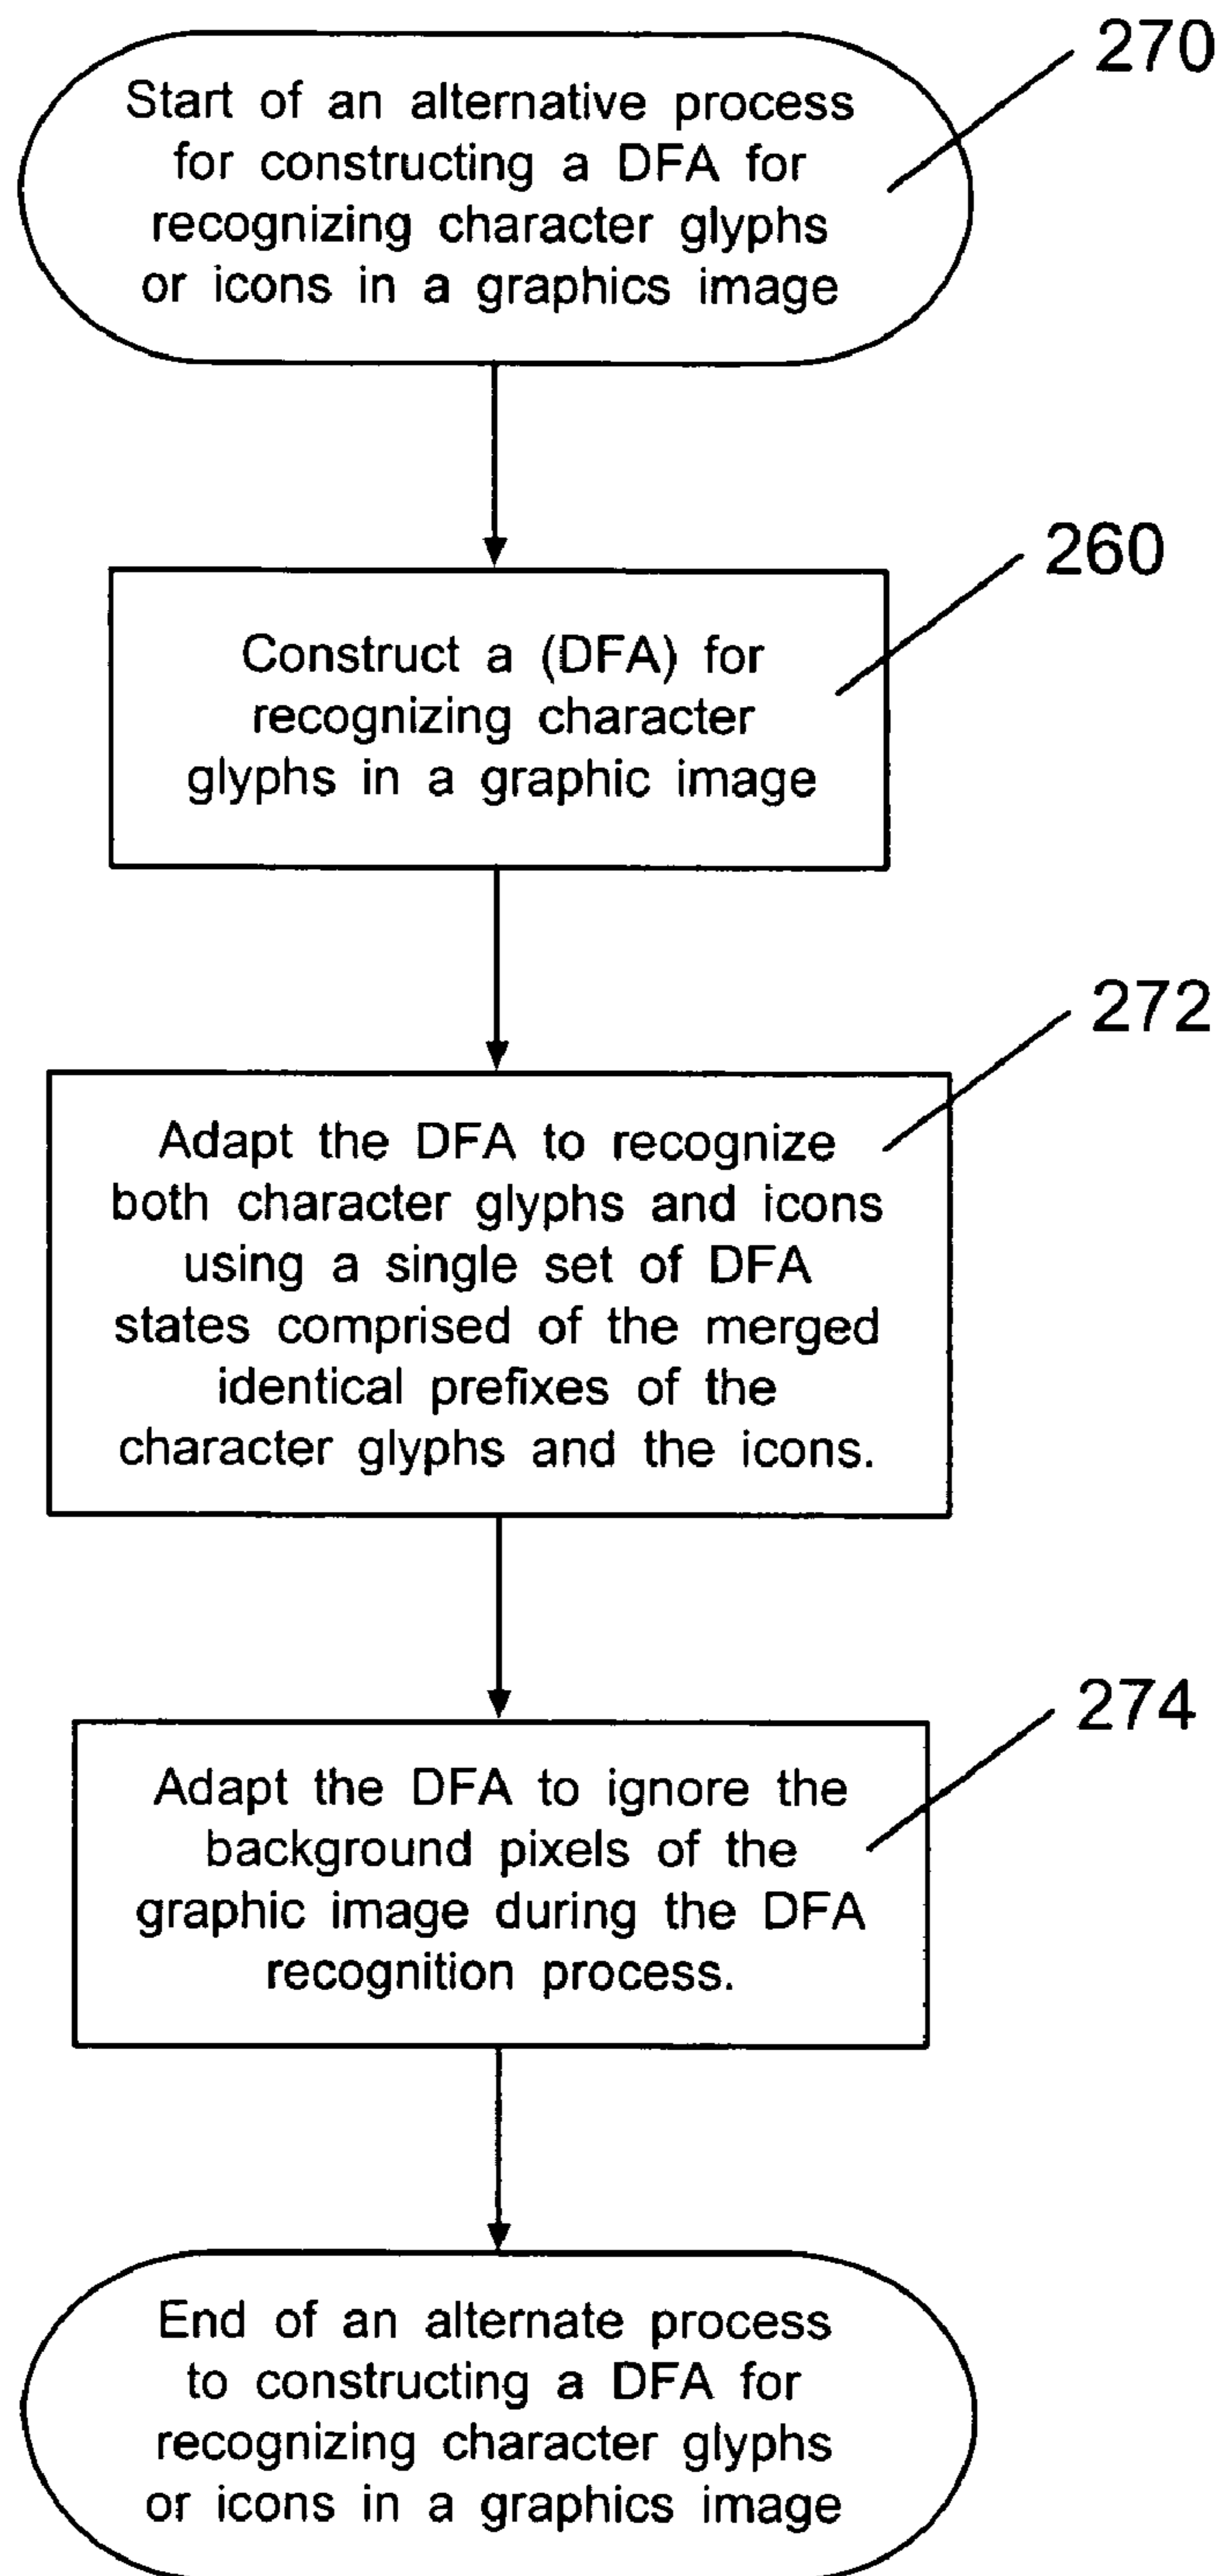 270
Start of an alternative process
for constructing a DFA for
recognizing character glyphs
or icons in a graphics image
260
Construct a (DFA) for
recognizing character
glyphs in a graphic image
272
Adapt the DFA to recognize
both character glyphs and icons
using a single set of DFA
states comprised of the merged
identical prefixes of the
character glyphs and the icons.
274
Adapt the DFA to ignore the
background pixels of the
graphic image during the DFA
recognition process.
End of an alternate process
to constructing a DFA for
recognizing character glyphs
or icons in a graphics image